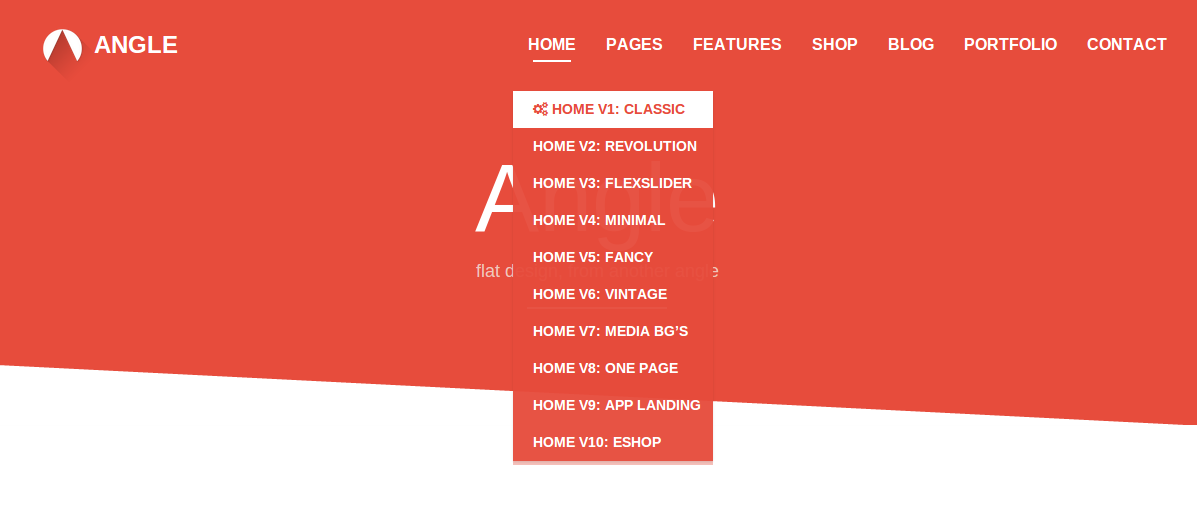 ANGLE
HOME PAGES FEATURES SHOP BLOG PORTFOLIO CONTACT
HOME V1: CLASSIC
HOME V2: REVOLUTION
HOME V3: FLEXSLIDER
HOME V4: MINIMAL
HOME V5: FANCY
HOME V6: VINTAGE
HOME V7: MEDIA BG’S
HOME V8: ONE PAGE
HOME V9: APP LANDING
HOME V10: ESHOP
Angle
flat